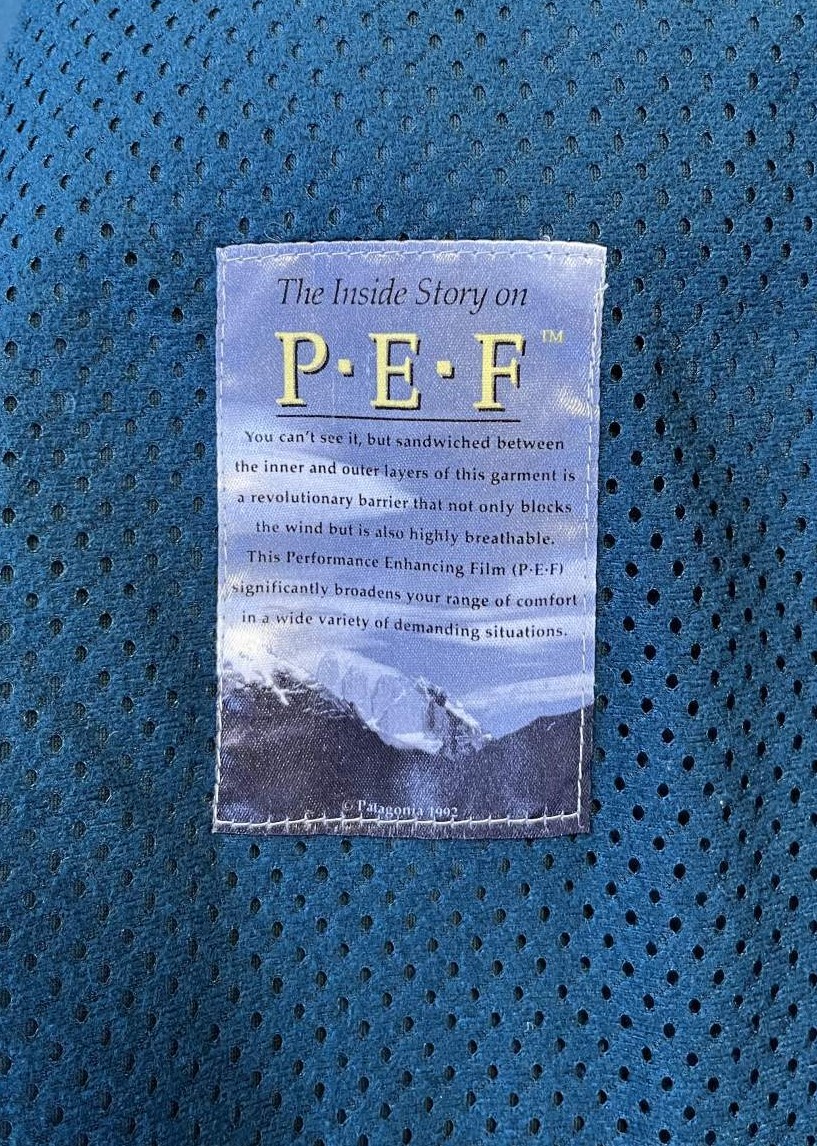 The Inside Story on
P·E·F™
You can't see it, but sandwiched between
the inner and outer layers of this garment is
a revolutionary barrier that not only blocks
the wind but is also highly breathable.
This Performance Enhancing Film (P·E·F)
significantly broadens your range of comfort
in a wide variety of demanding situations.
© Patagonia 1992